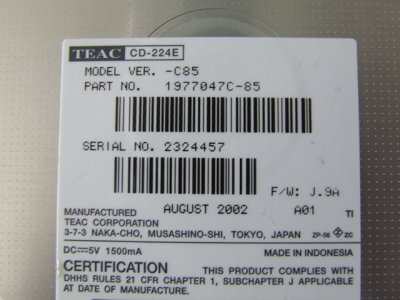 TEAC CD-224E
MODEL VER. -C85
PART NO. 1977047C-85
SERIAL NO. 2324457
F/W: J.9A
MANUFACTURED AUGUST 2002 A01 TI
TEAC CORPORATION
3-7-3 NAKA-CHO, MUSASHINO-SHI, TOKYO, JAPAN ZP-56 ZC
DC 5V 1500mA MADE IN INDONESIA
CERTIFICATION THIS PRODUCT COMPLIES WITH
DHHS RULES 21 CFR CHAPTER 1, SUBCHAPTER J APPLICABLE
AT DATE OF MANUFACTURE.